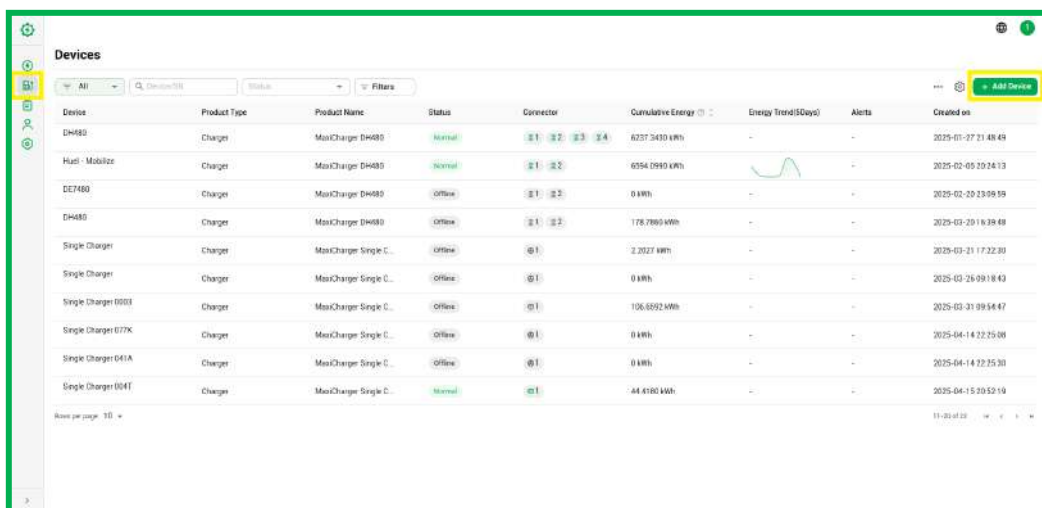 1
Devices
All Device/SN Status Filters ... + Add Device
Device Product Type Product Name Status Connector Cumulative Energy Energy Trend(5Days) Alerts Created on
DH480 Charger MaxiCharger DH480 Normal 1 2 3 4 6237.3430 kWh - - 2025-01-27 21:48:49
Huel - Mobilize Charger MaxiCharger DH480 Normal 1 2 6594.0990 kWh - 2025-02-05 20:24:13
DE7480 Charger MaxiCharger DH480 Offline 1 2 0 kWh - - 2025-02-20 23:09:59
DH480 Charger MaxiCharger DH480 Offline 1 2 178.7860 kWh - - 2025-03-20 16:39:48
Single Charger Charger MaxiCharger Single C... Offline 1 2.2027 kWh - - 2025-03-21 17:22:30
Single Charger Charger MaxiCharger Single C... Offline 1 0 kWh - - 2025-03-26 09:18:43
Single Charger 0003 Charger MaxiCharger Single C... Offline 1 106.6592 kWh - - 2025-03-31 09:54:47
Single Charger 077K Charger MaxiCharger Single C... Offline 1 0 kWh - - 2025-04-14 22:25:08
Single Charger 041A Charger MaxiCharger Single C... Offline 1 0 kWh - - 2025-04-14 22:25:30
Single Charger 004T Charger MaxiCharger Single C... Normal 1 44.4180 kWh - - 2025-04-15 20:52:19
Rows per page 10 11-20 of